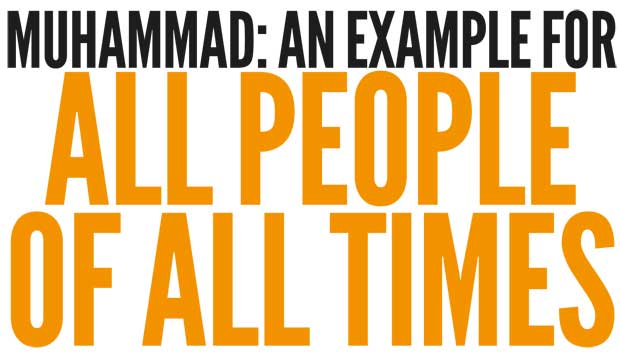 MUHAMMAD: AN EXAMPLE FOR
ALL PEOPLE
OF ALL TIMES